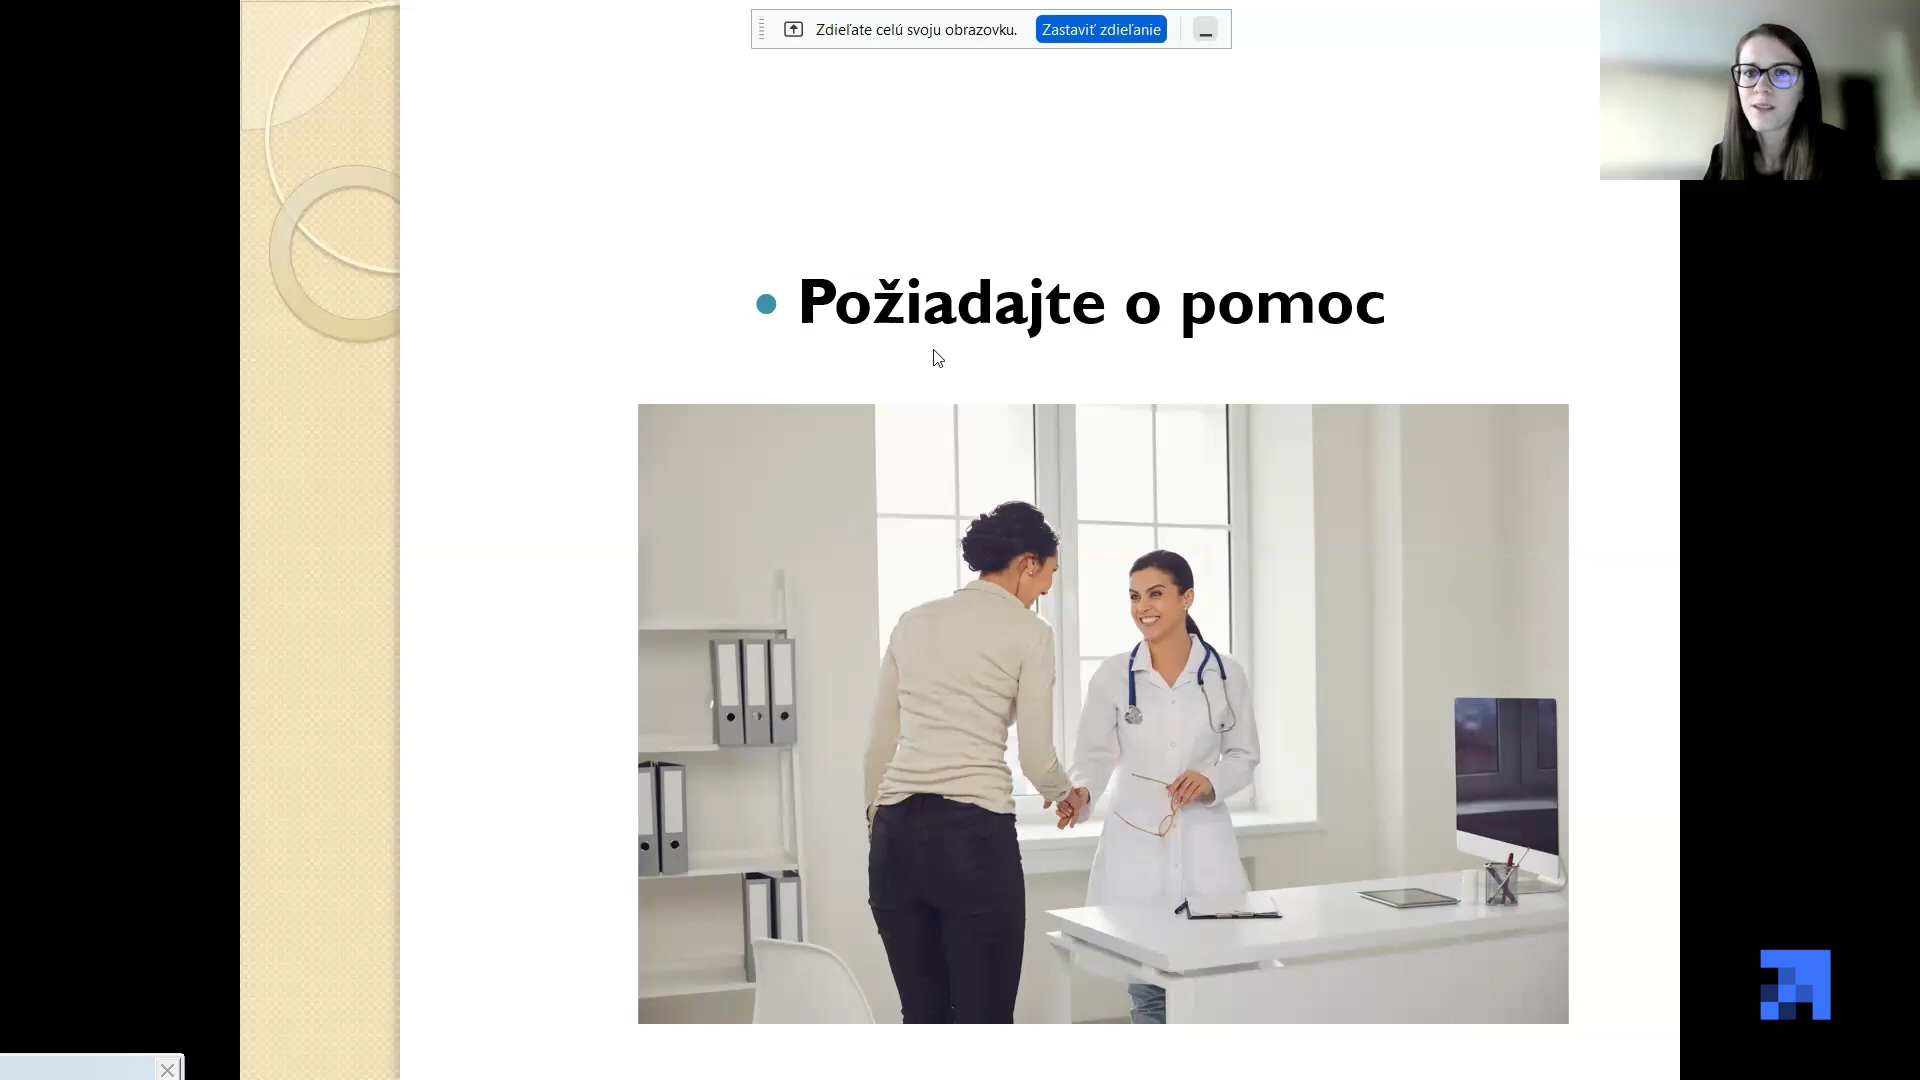 Zdieľate celú svoju obrazovku.
Zastaviť zdieľanie
Požiadajte o pomoc